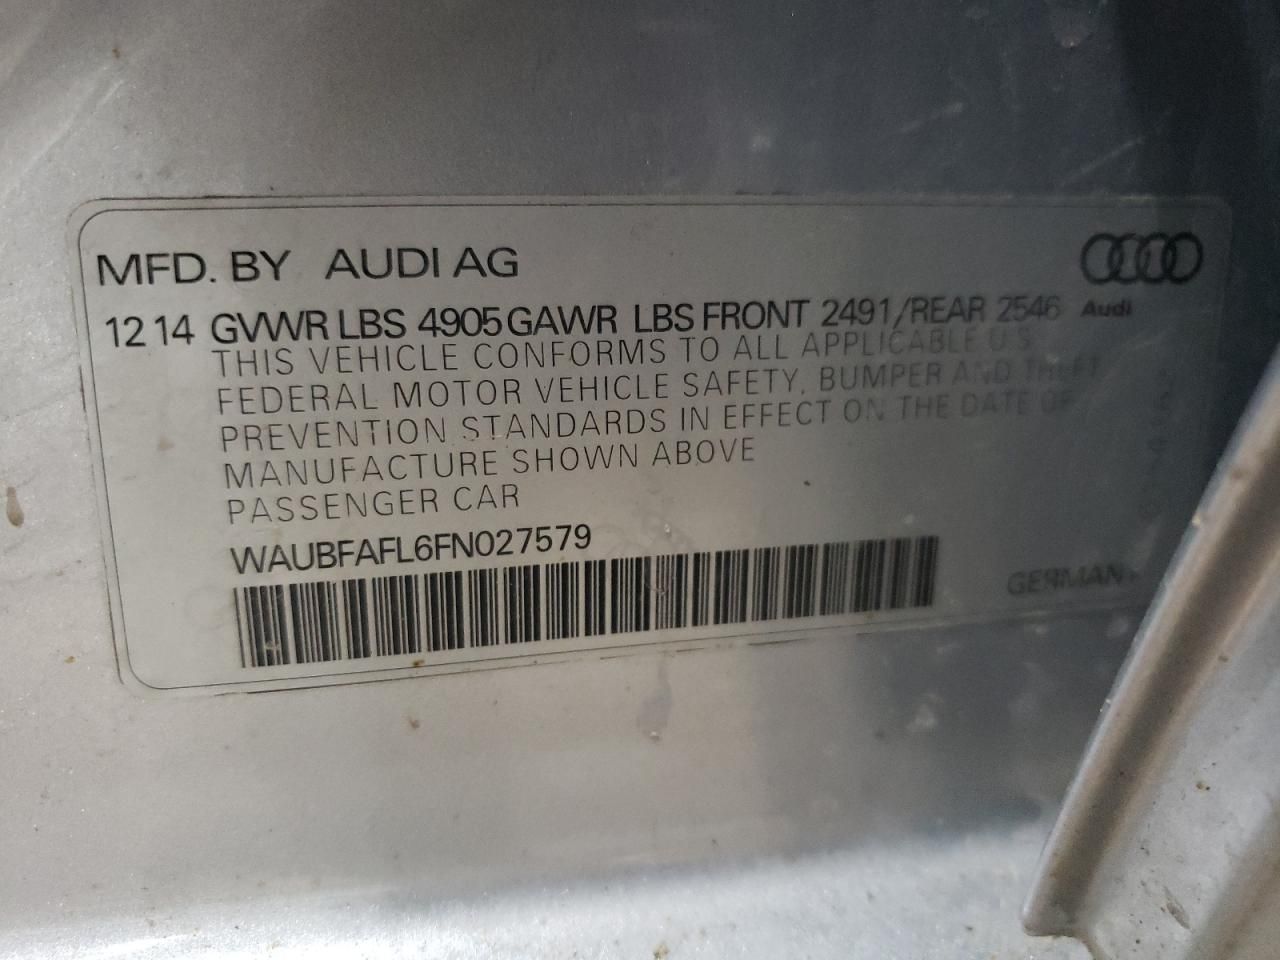 MFD. BY AUDI AG
Audi
12 14 GVWR LBS 4905 GAWR LBS FRONT 2491/REAR 2546
THIS VEHICLE CONFORMS TO ALL APPLICABLE U S
FEDERAL MOTOR VEHICLE SAFETY, BUMPER AND THEFT
PREVENTION STANDARDS IN EFFECT ON THE DATE OF
MANUFACTURE SHOWN ABOVE
PASSENGER CAR
WAUBFAFL6FN027579
GERMAN